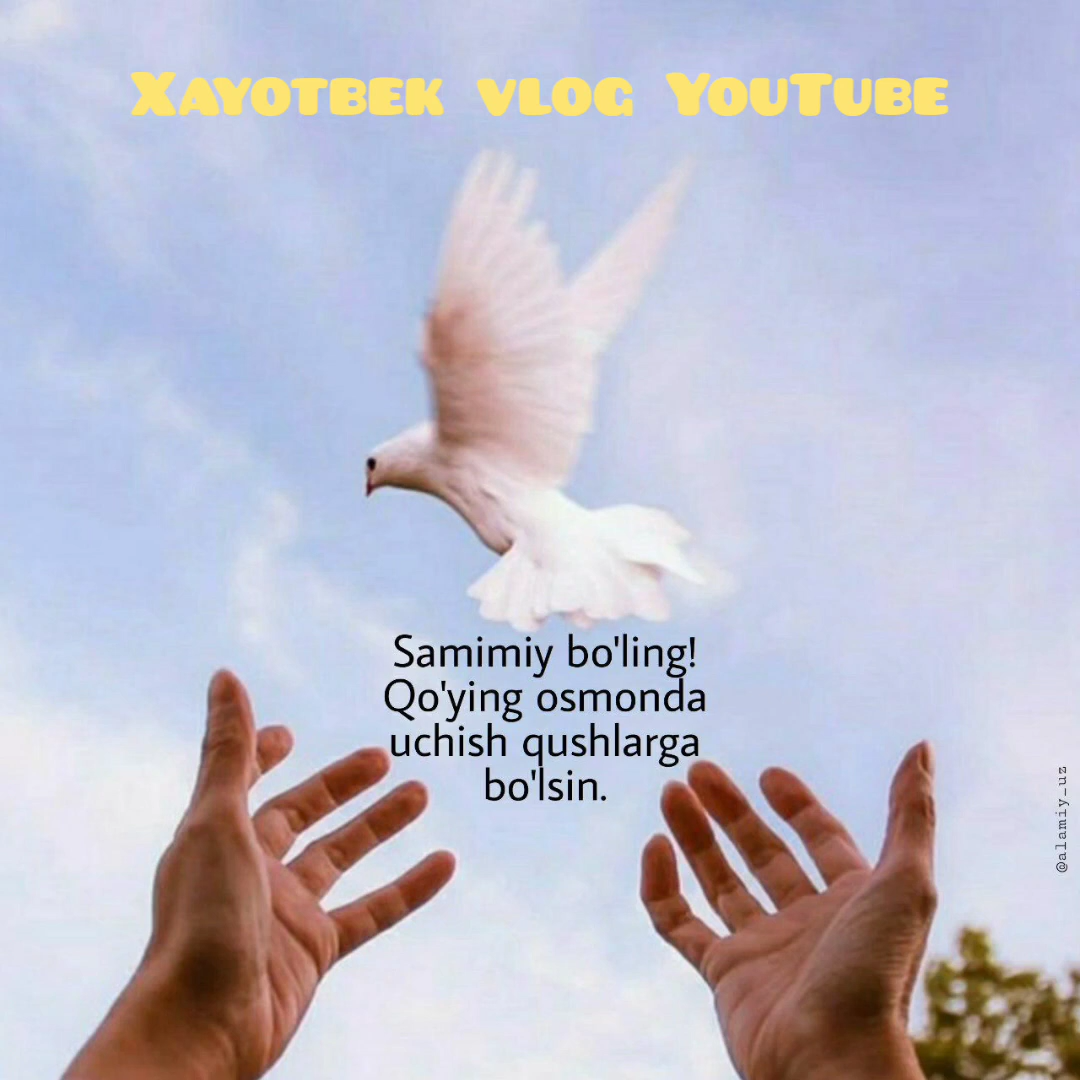 Xayotbek vlog YouTube
Samimiy bo'ling!
Qo'ying osmonda
uchish qushlarga
bo'lsin.
@alamiy_uz